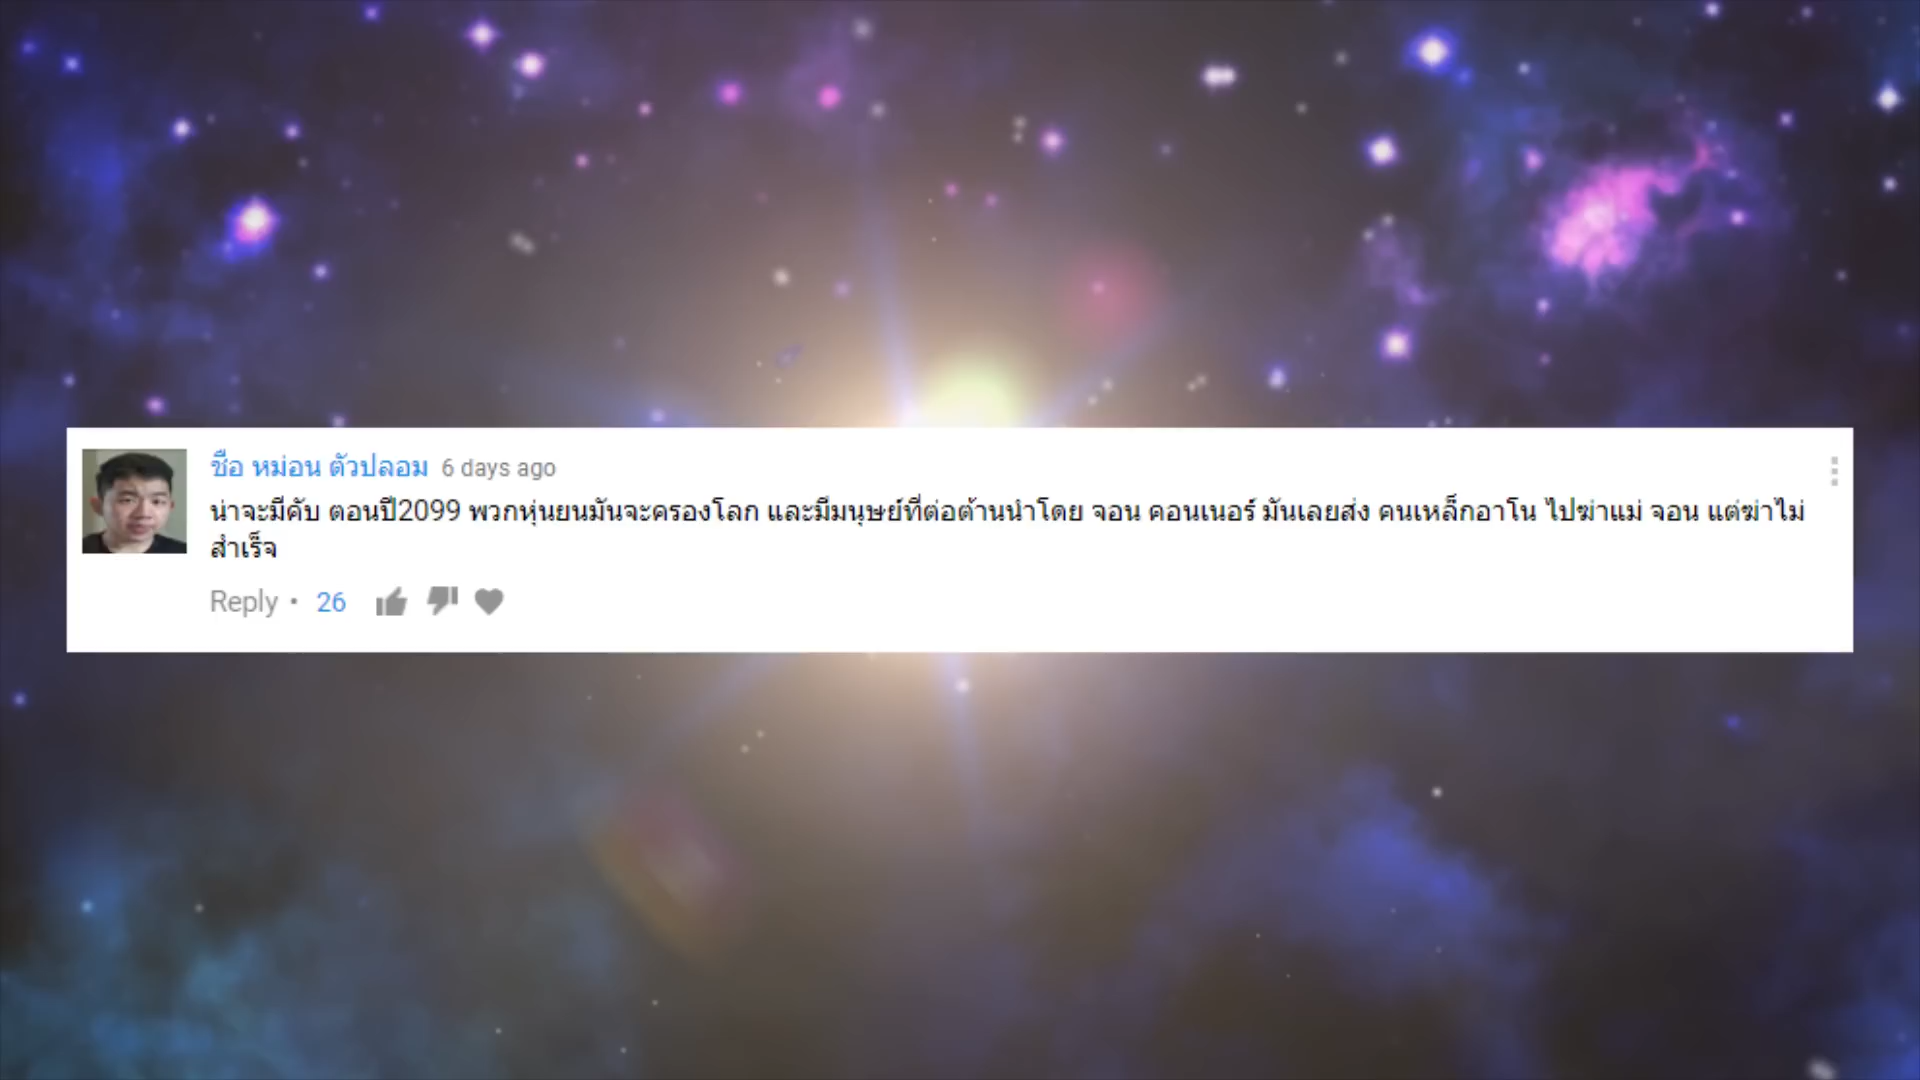 ชื่อ หม่อน ตัวปลอม 6 days ago
น่าจะมีคับ ตอนปี2099 พวกหุ่นยนมันจะครองโลก และมีมนุษย์ที่ต่อต้านนำโดย จอน คอนเนอร์ มันเลยส่ง คนเหล็กอาโน ไปฆ่าแม่ จอน แต่ฆ่าไม่
สำเร็จ
Reply • 26